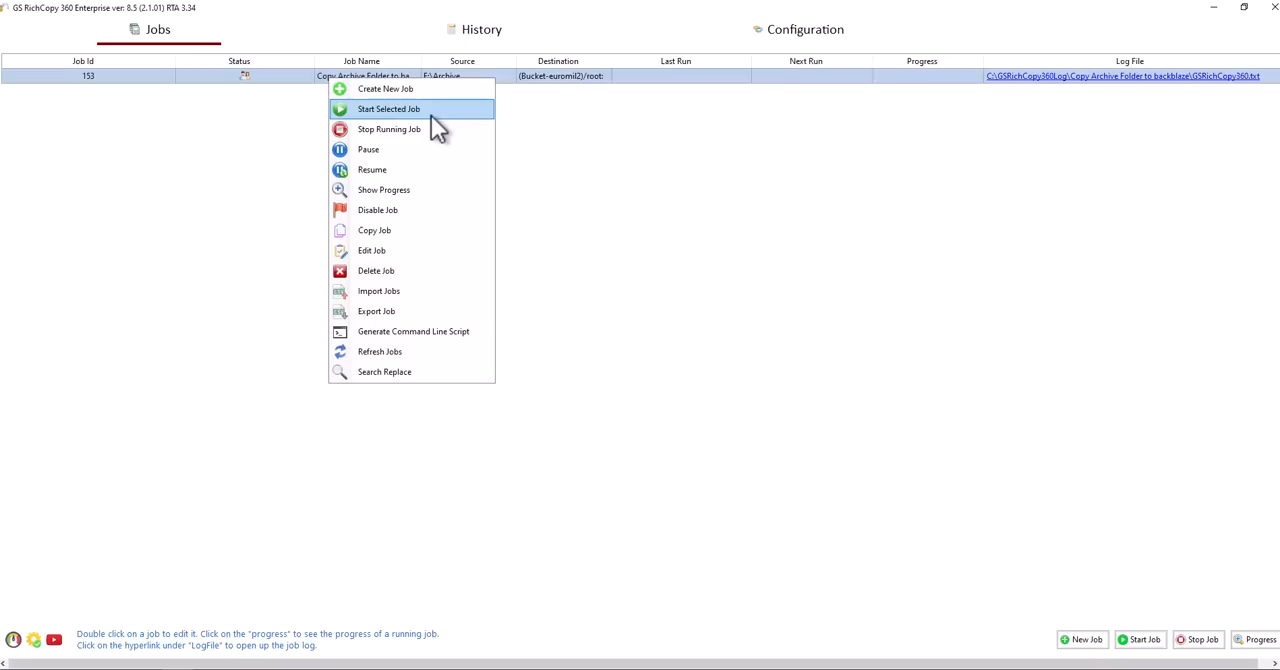 GS RichCopy 360 Enterprise ver: 8.5 (2.1.01) RTA 3.34
Jobs History Configuration
Job Id Status Job Name Source Destination Last Run Next Run Progress Log File
153 Copy Archive Folder to ba E:\Archive (Bucket-euromil2)/root: C:\GSRichCopy360Log\Copy Archive Folder to backblaze\GSRichCopy360.txt
Create New Job
Start Selected Job
Stop Running Job
Pause
Resume
Show Progress
Disable Job
Copy Job
Edit Job
Delete Job
Import Jobs
Export Job
Generate Command Line Script
Refresh Jobs
Search Replace
Double click on a job to edit it. Click on the "progress" to see the progress of a running job.
Click on the hyperlink under "LogFile" to open up the job log.
New Job Start Job Stop Job Progress